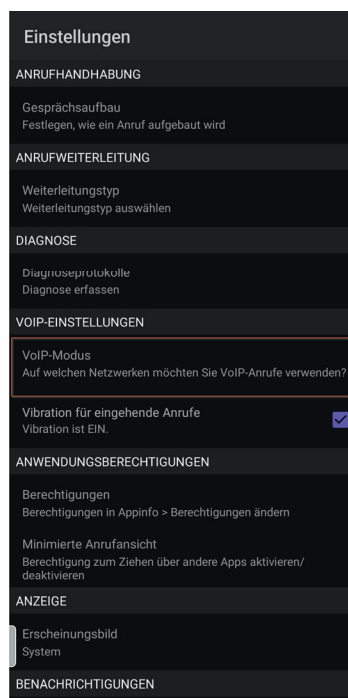 Einstellungen
ANRUFHANDHABUNG
Gesprächsaufbau
Festlegen, wie ein Anruf aufgebaut wird
ANRUFWEITERLEITUNG
Weiterleitungstyp
Weiterleitungstyp auswählen
DIAGNOSE
Diagnoseprotokolle
Diagnose erfassen
VOIP-EINSTELLUNGEN
VoIP-Modus
Auf welchen Netzwerken möchten Sie VoIP-Anrufe verwenden?
Vibration für eingehende Anrufe
Vibration ist EIN.
ANWENDUNGSBERECHTIGUNGEN
Berechtigungen
Berechtigungen in Appinfo > Berechtigungen ändern
Minimierte Anrufansicht
Berechtigung zum Ziehen über andere Apps aktivieren/
deaktivieren
ANZEIGE
Erscheinungsbild
System
BENACHRICHTIGUNGEN